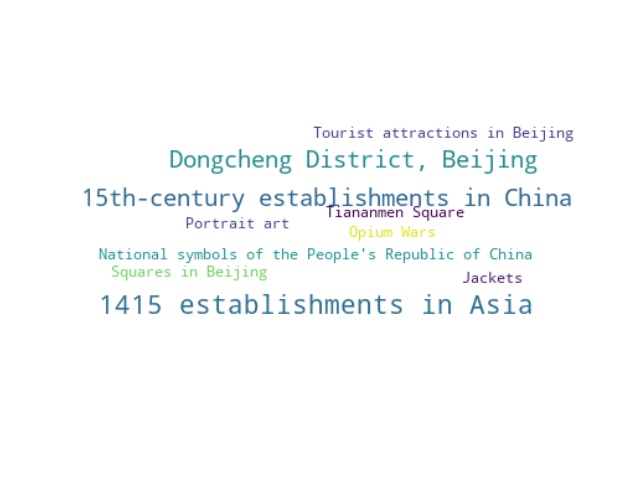 Tourist attractions in Beijing
Dongcheng District, Beijing
15th-century establishments in China
Tiananmen Square
Portrait art
Opium Wars
National symbols of the People's Republic of China
Squares in Beijing
Jackets
1415 establishments in Asia